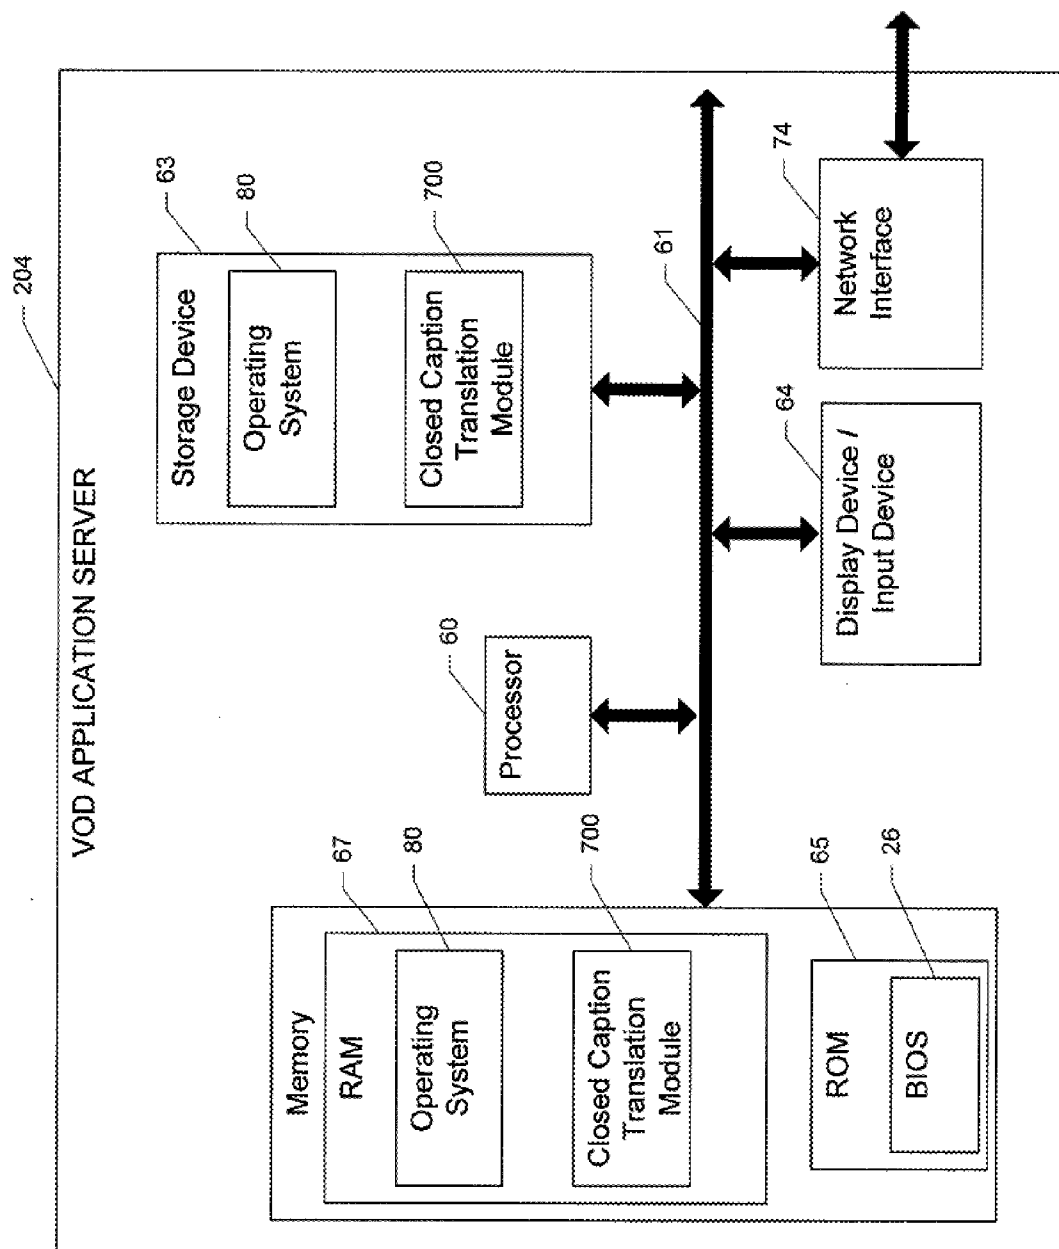 204
VOD APPLICATION SERVER
Memory
RAM
67
Operating
System
80
Closed Caption
Translation
Module
700
ROM
65
BIOS
26
Processor
60
Storage Device
63
Operating
System
80
Closed Caption
Translation
Module
700
61
Display Device /
Input Device
64
Network
Interface
74